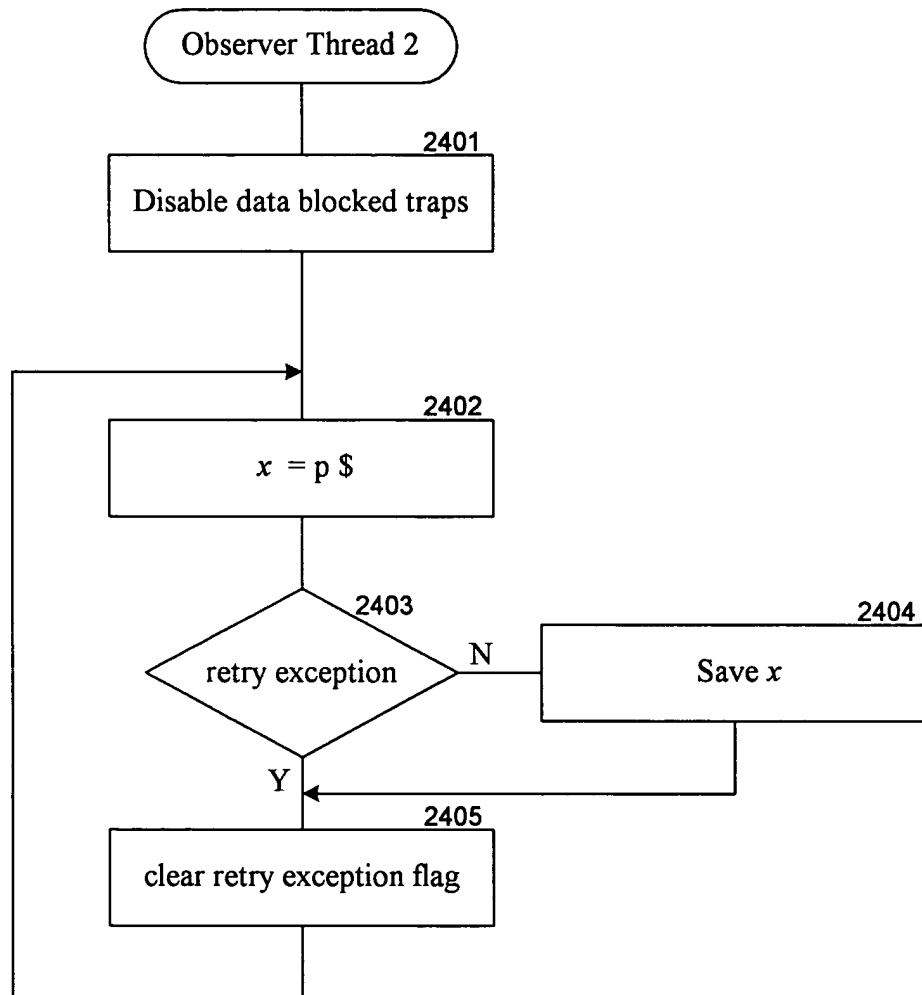 Observer Thread 2
2401
Disable data blocked traps
2402
x = p $
2403
retry exception
N
2404
Save x
Y
2405
clear retry exception flag